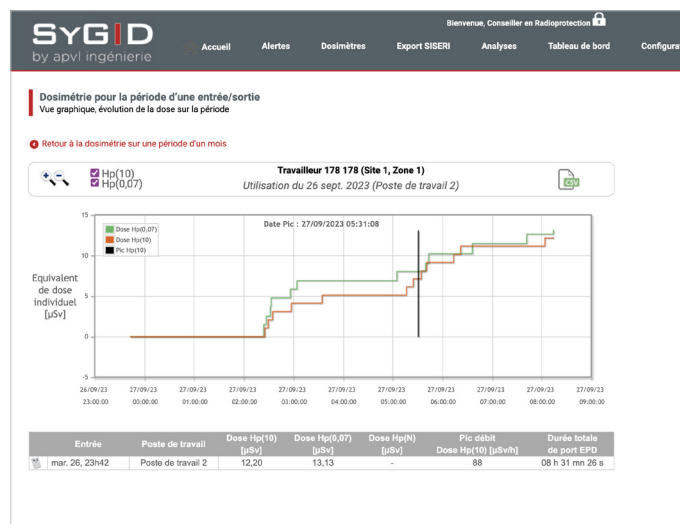 Bienvenue, Conseiller en Radioprotection
SYGID
by apvl ingénierie
Accueil Alertes Dosimètres Export SISERI Analyses Tableau de bord Configura
Dosimétrie pour la période d'une entrée/sortie
Vue graphique, évolution de la dose sur la période
Retour à la dosimétrie sur une période d'un mois
Hp(10)
Hp(0,07)
Travailleur 178 178 (Site 1, Zone 1)
Utilisation du 26 sept. 2023 (Poste de travail 2)
CSV
Date Pic : 27/09/2023 05:31:08
Dose Hp(0,07)
Dose Hp(10)
Pic Hp(10)
Equivalent
de dose
individuel
[µSv]
15
10
5
0
-5
26/09/23 27/09/23 27/09/23 27/09/23 27/09/23 27/09/23 27/09/23 27/09/23 27/09/23 27/09/23 27/09/23
23:00:00 00:00:00 01:00:00 02:00:00 03:00:00 04:00:00 05:00:00 06:00:00 07:00:00 08:00:00 09:00:00
Entrée Poste de travail Dose Hp(10) [µSv] Dose Hp(0,07) [µSv] Dose Hp(N) [µSv] Pic débit Dose Hp(10) [µSv/h] Durée totale de port EPD
mar. 26, 23h42 Poste de travail 2 12,20 13,13 - 88 08 h 31 mn 26 s